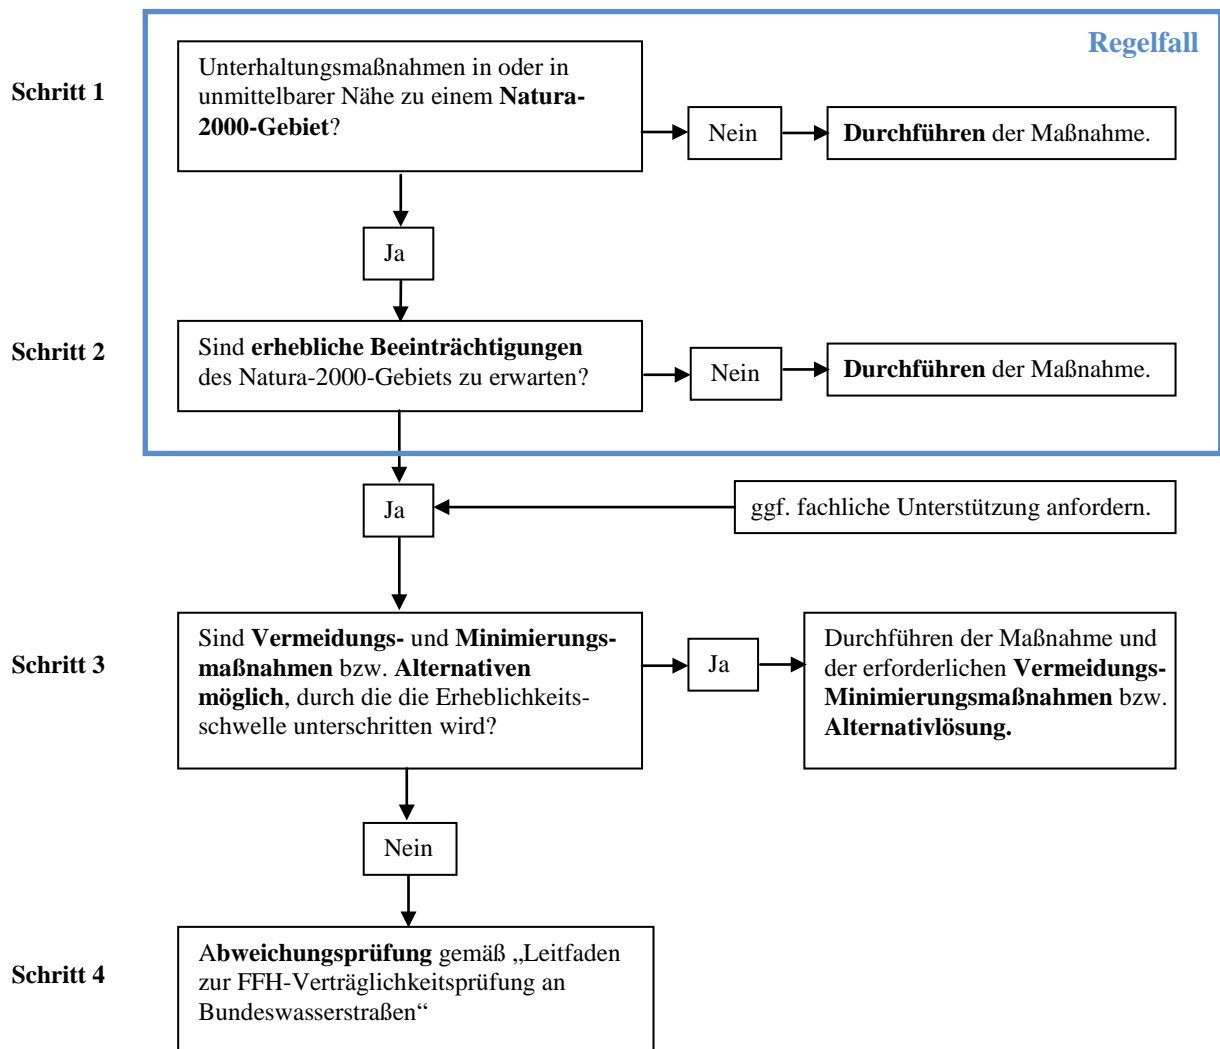 Regelfall
Schritt 1
Unterhaltungsmaßnahmen in oder in
unmittelbarer Nähe zu einem Natura-
2000-Gebiet?
Nein
Durchführen der Maßnahme.
Ja
Schritt 2
Sind erhebliche Beeinträchtigungen
des Natura-2000-Gebiets zu erwarten?
Nein
Durchführen der Maßnahme.
Ja
ggf. fachliche Unterstützung anfordern.
Schritt 3
Sind Vermeidungs- und Minimierungs-
maßnahmen bzw. Alternativen
möglich, durch die die Erheblichkeits-
schwelle unterschritten wird?
Ja
Durchführen der Maßnahme und
der erforderlichen Vermeidungs-
Minimierungsmaßnahmen bzw.
Alternativlösung.
Nein
Schritt 4
Abweichungsprüfung gemäß „Leitfaden
zur FFH-Verträglichkeitsprüfung an
Bundeswasserstraßen“